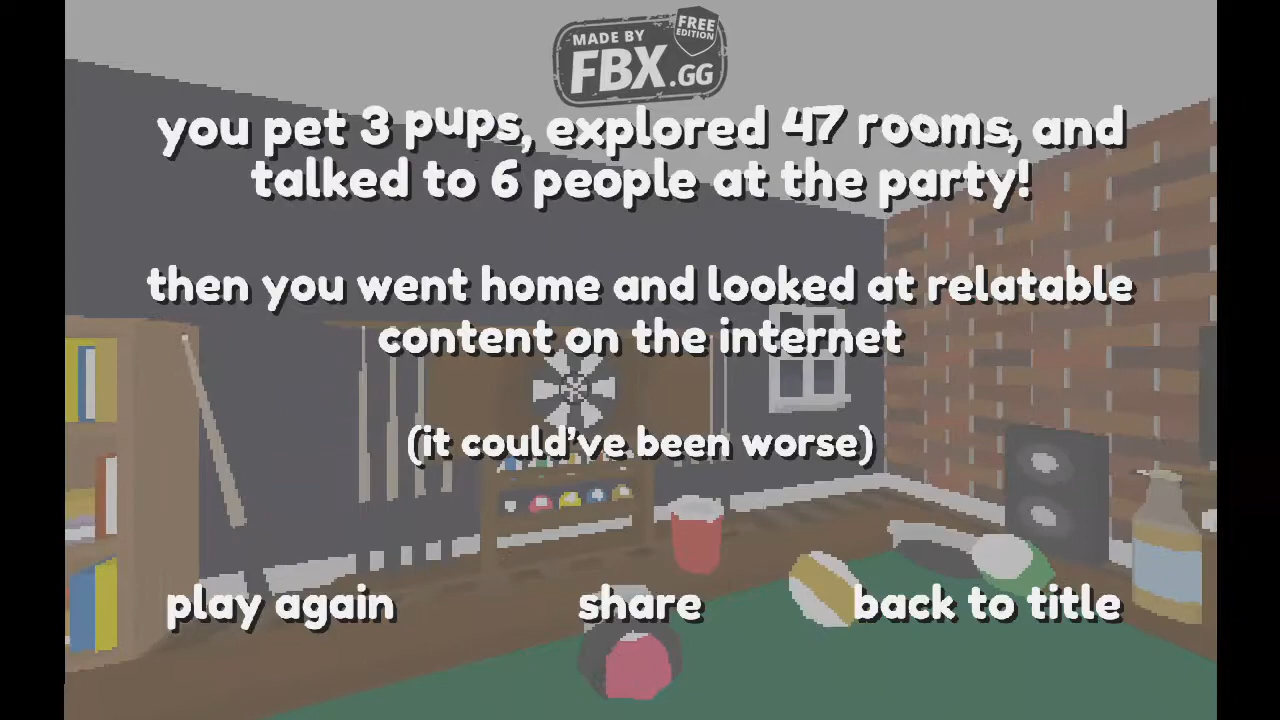 MADE BY
FREE
EDITION
FBX.GG
you pet 3 pups, explored 47 rooms, and
talked to 6 people at the party!
then you went home and looked at relatable
content on the internet
(it could've been worse)
play again share back to title